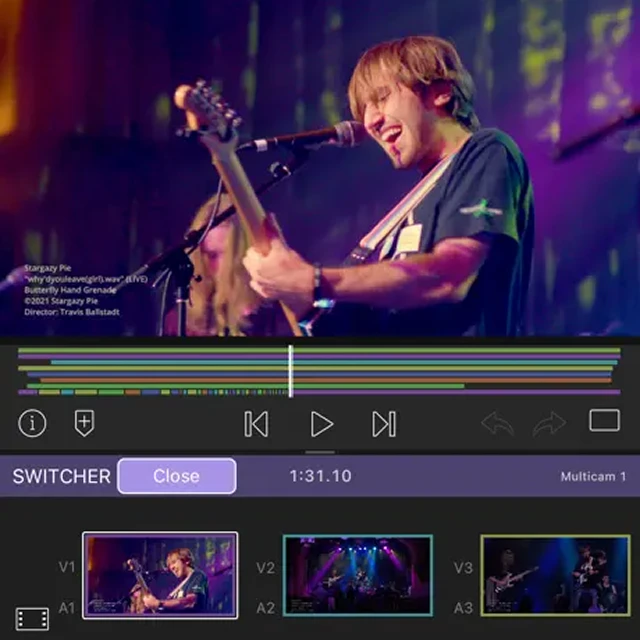 Stargazy Pie
"why'dyouleave(girl).wav" (LIVE)
Butterfly Hand Grenade
©2021 Stargazy Pie
Director: Travis Ballstadt
SWITCHER
Close
1:31.10
Multicam 1
V1
V2
V3
A1
A2
A3